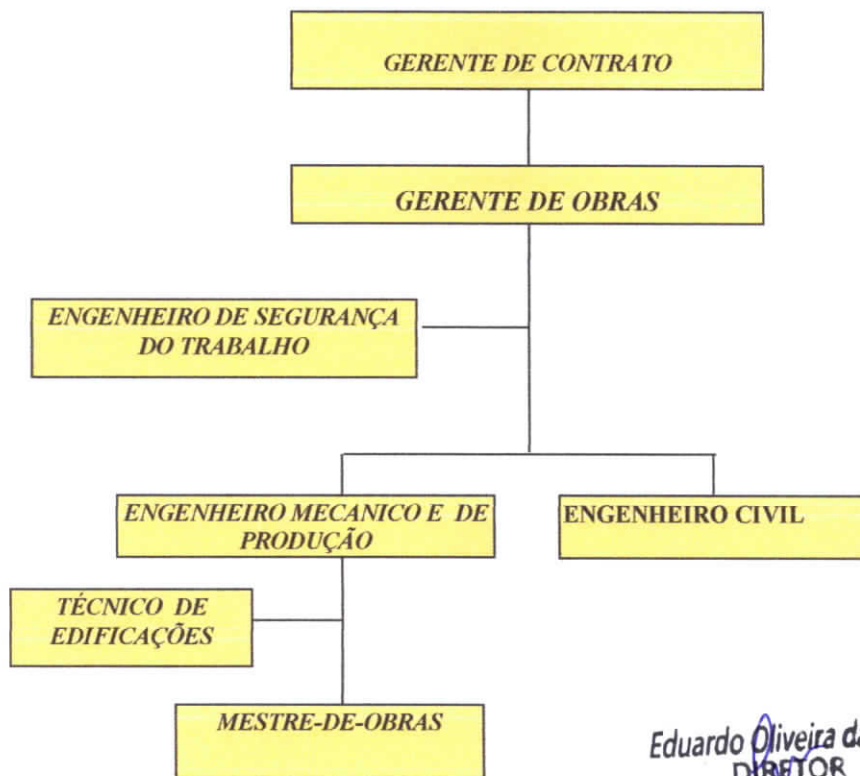 GERENTE DE CONTRATO
GERENTE DE OBRAS
ENGENHEIRO DE SEGURANÇA
DO TRABALHO
ENGENHEIRO MECANICO E DE
PRODUÇÃO
ENGENHEIRO CIVIL
TÉCNICO DE
EDIFICAÇÕES
MESTRE-DE-OBRAS
Eduardo Oliveira
DIRETOR